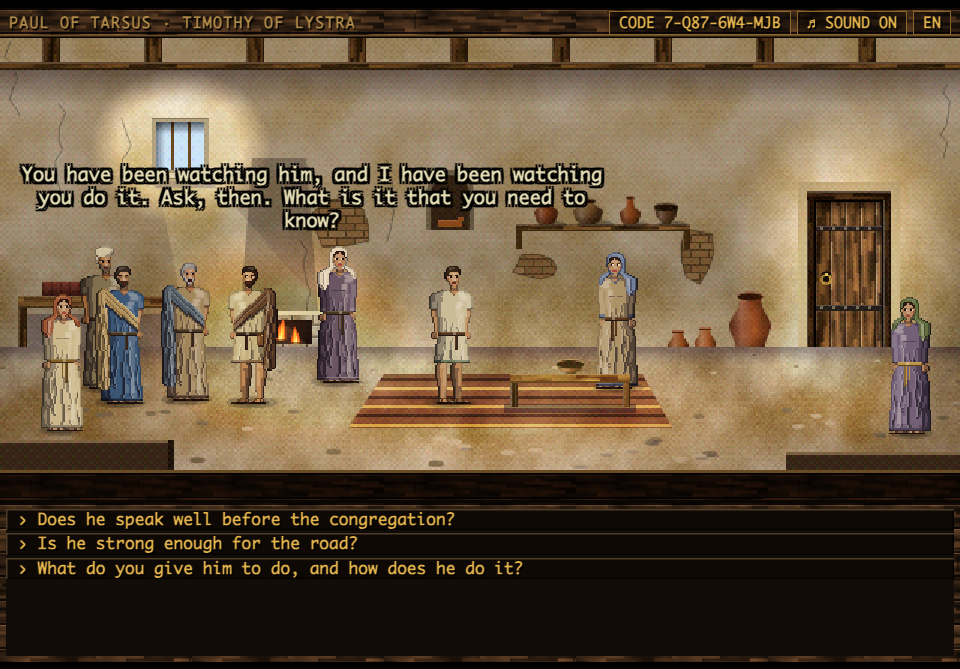 PAUL OF TARSUS · TIMOTHY OF LYSTRA
CODE 7-Q87-6W4-MJB
♬ SOUND ON
EN
You have been watching him, and I have been watching
you do it. Ask, then. What is it that you need to
know?
› Does he speak well before the congregation?
› Is he strong enough for the road?
› What do you give him to do, and how does he do it?